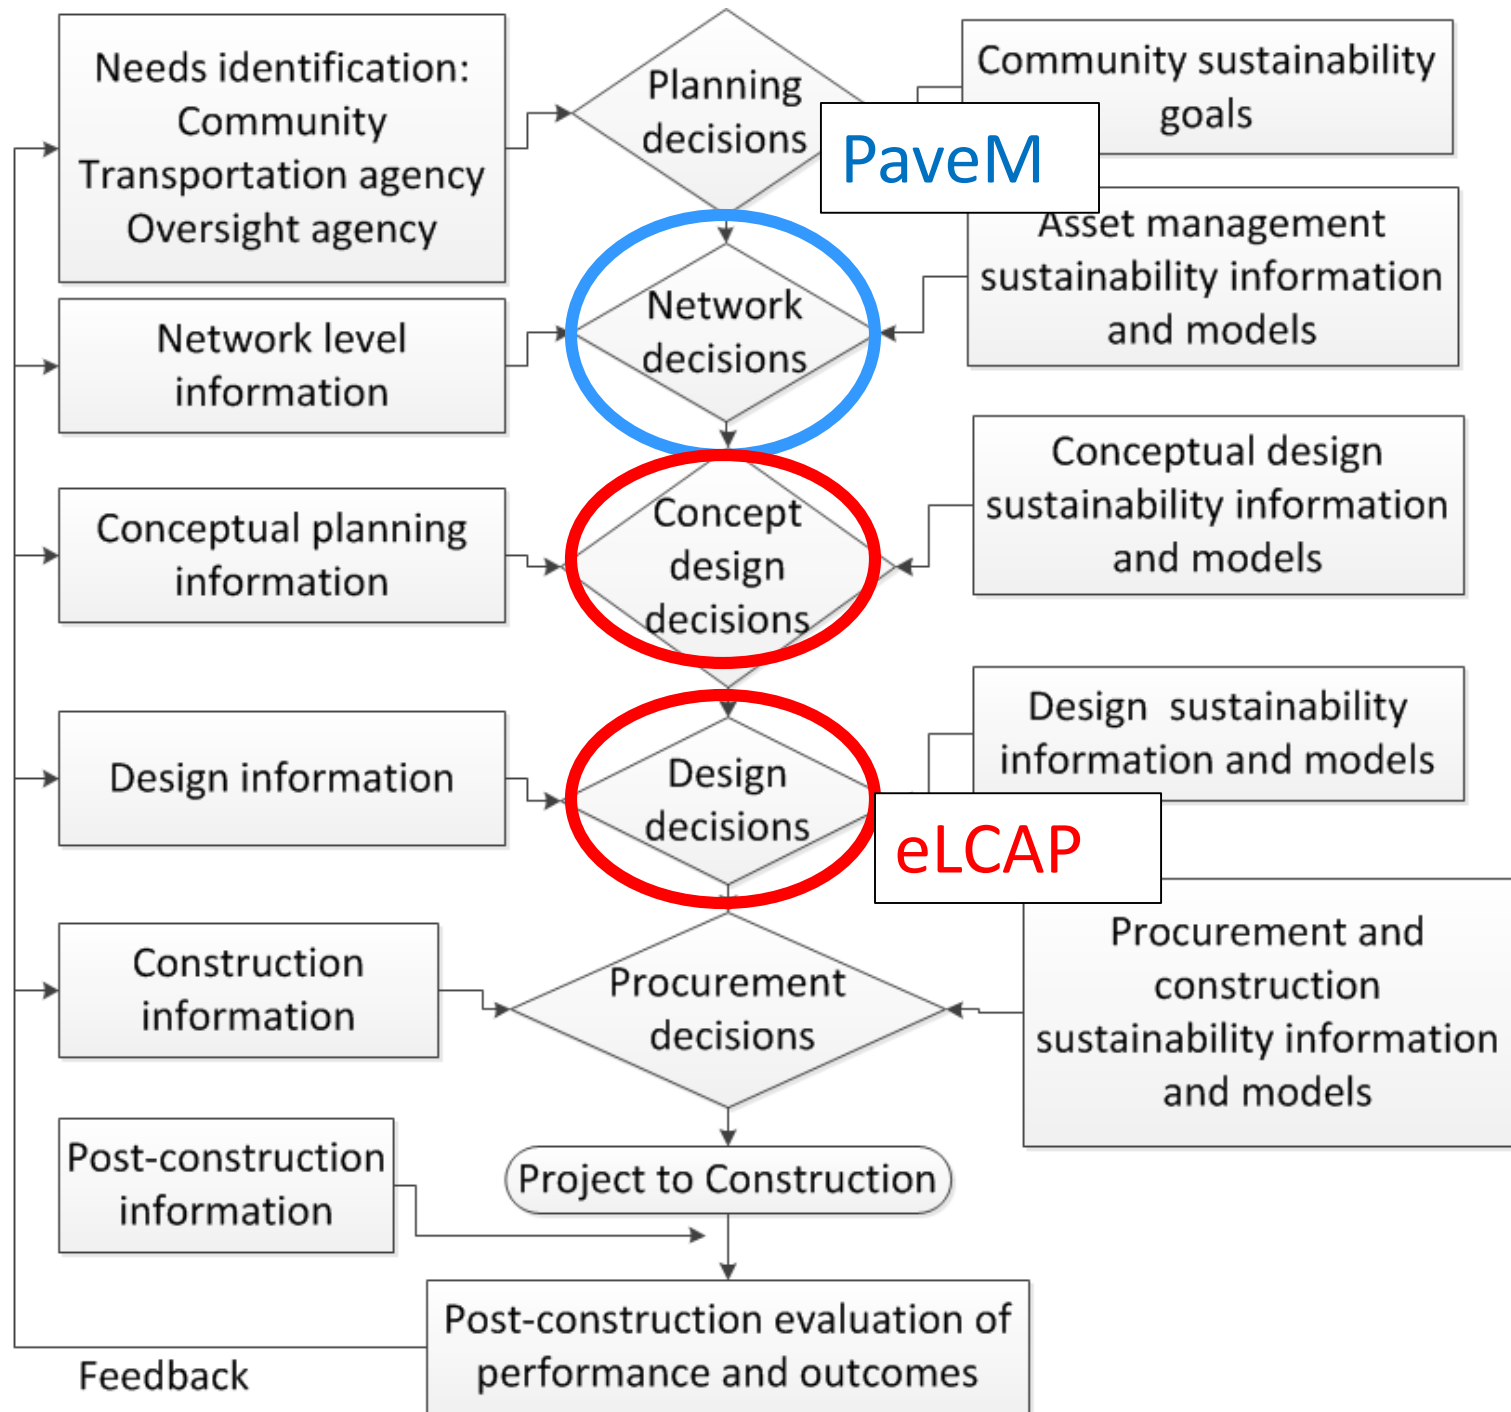 Needs identification:
Community
Transportation agency
Oversight agency
Planning
decisions
Community sustainability
goals
PaveM
Network level
information
Network
decisions
Asset management
sustainability information
and models
Conceptual planning
information
Concept
design
decisions
Conceptual design
sustainability information
and models
Design information
Design
decisions
Design sustainability
information and models
eLCAP
Construction
information
Procurement
decisions
Procurement and
construction
sustainability information
and models
Post-construction
information
Project to Construction
Post-construction evaluation of
performance and outcomes
Feedback